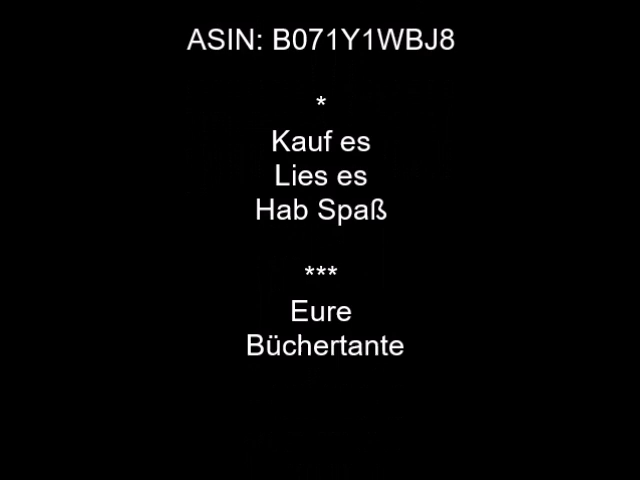 ASIN: B071Y1WBJ8
*
Kauf es
Lies es
Hab Spaß
***
Eure
Büchertante